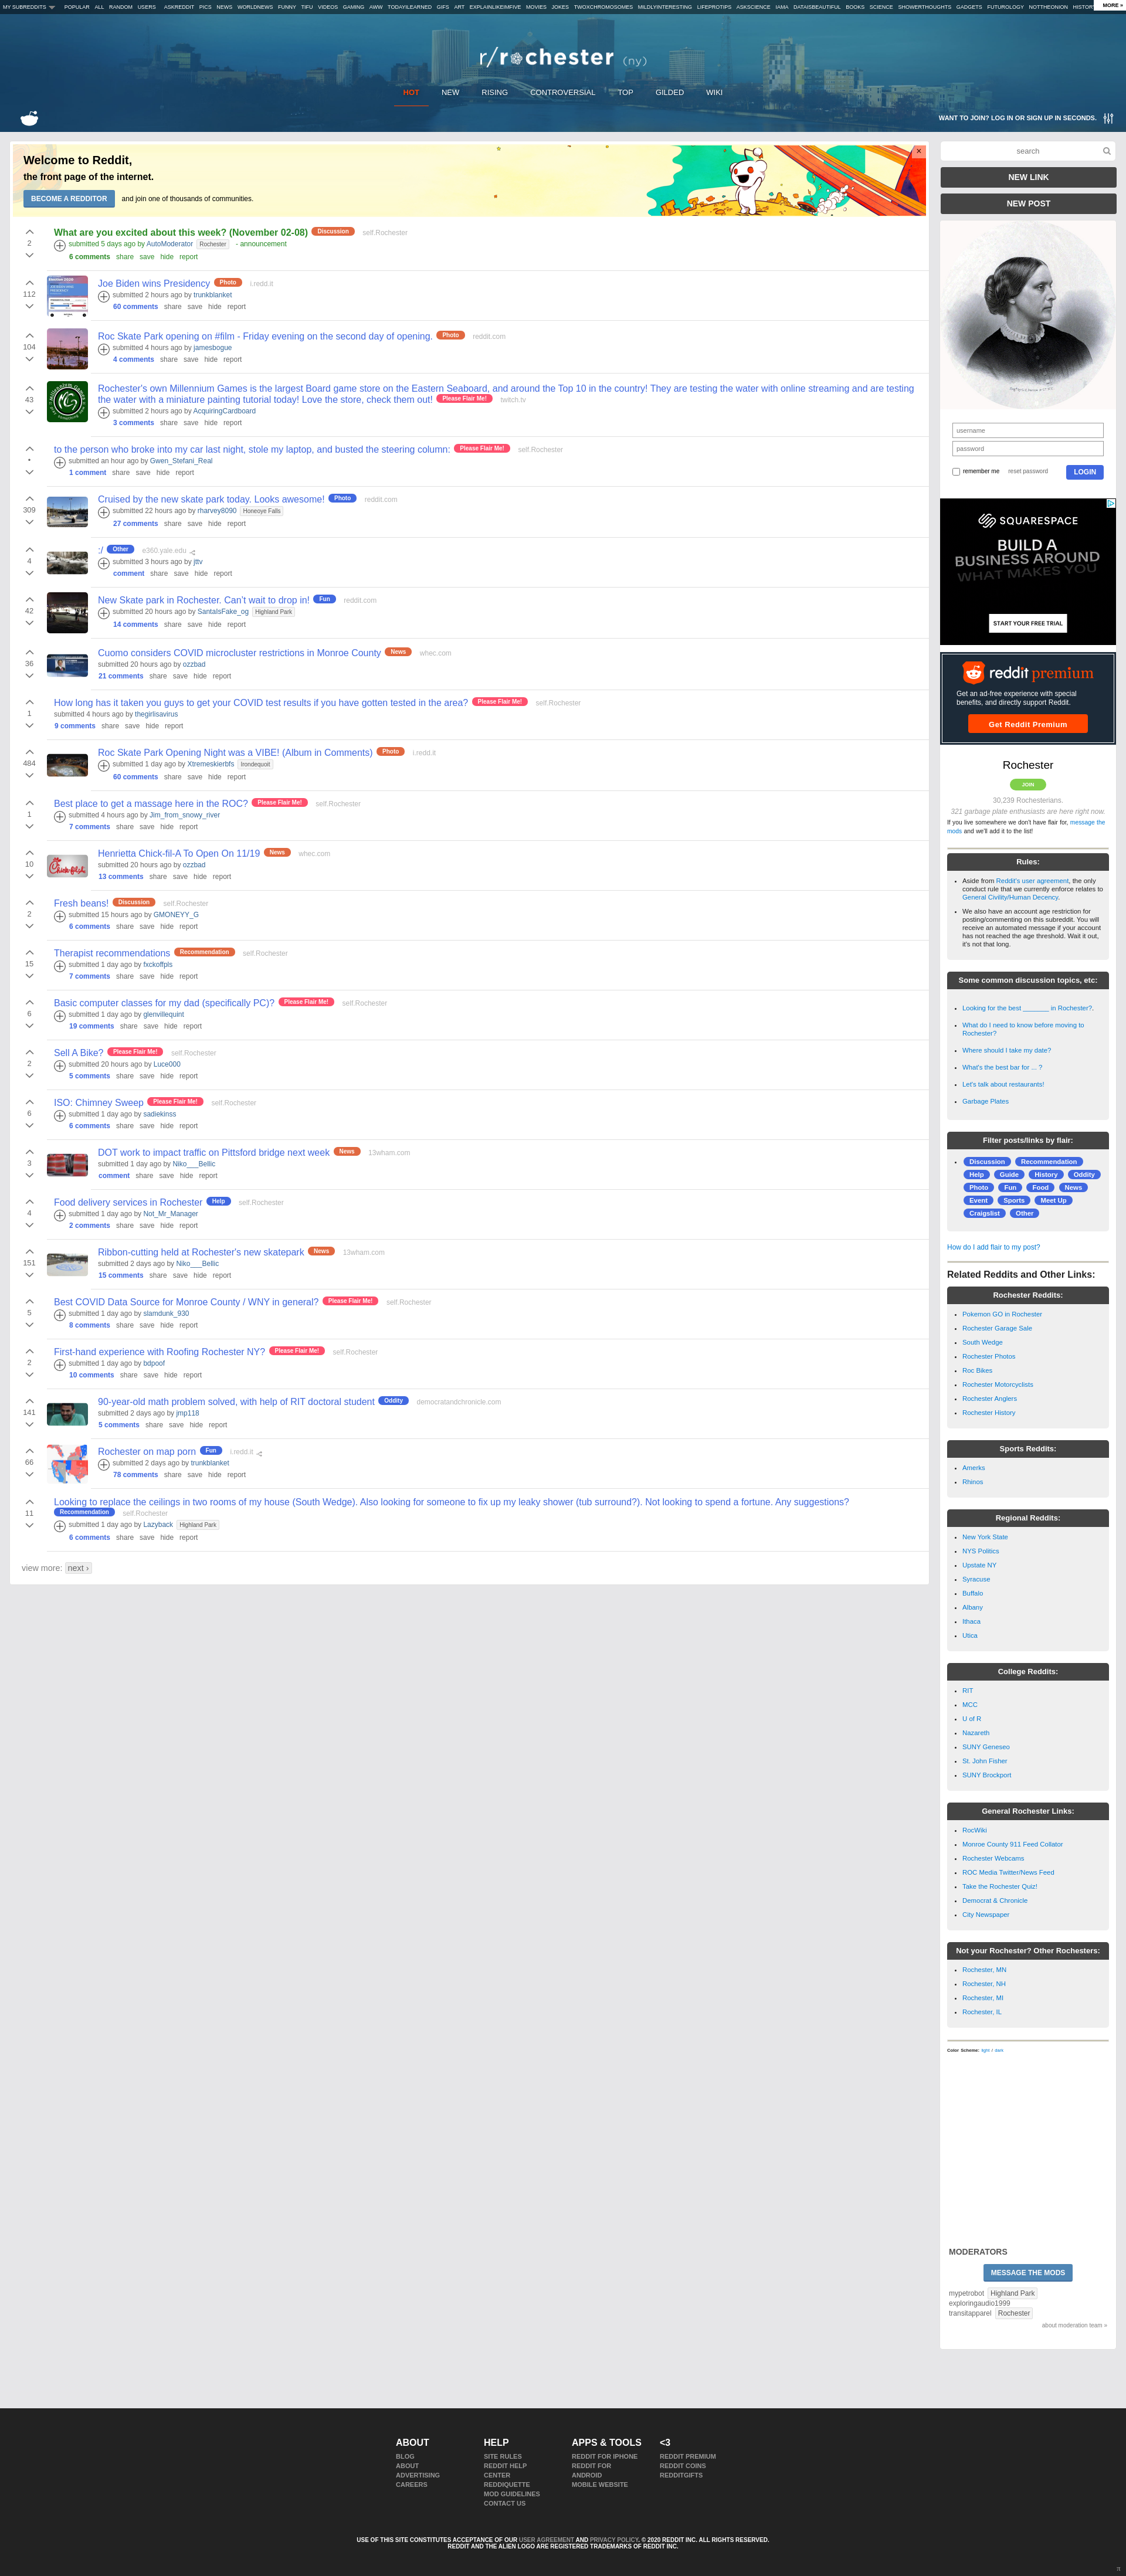 MY SUBREDDITS POPULAR ALL RANDOM USERS ASKREDDIT PICS NEWS WORLDNEWS FUNNY TIFU VIDEOS GAMING AWW TODAYILEARNED GIFS ART EXPLAINLIKEIMFIVE MOVIES JOKES TWOXCHROMOSOMES MILDLYINTERESTING LIFEPROTIPS ASKSCIENCE IAMA DATAISBEAUTIFUL BOOKS SCIENCE SHOWERTHOUGHTS GADGETS FUTUROLOGY NOTTHEONION HISTOR MORE »
r/rochester (ny)
HOT NEW RISING CONTROVERSIAL TOP GILDED WIKI
WANT TO JOIN? LOG IN OR SIGN UP IN SECONDS.
Welcome to Reddit,
the front page of the internet.
BECOME A REDDITOR and join one of thousands of communities.
×
What are you excited about this week? (November 02-08) Discussion self.Rochester
2
submitted 5 days ago by AutoModerator Rochester - announcement
6 comments share save hide report
Joe Biden wins Presidency Photo i.redd.it
112
submitted 2 hours ago by trunkblanket
60 comments share save hide report
Roc Skate Park opening on #film - Friday evening on the second day of opening. Photo reddit.com
104
submitted 4 hours ago by jamesbogue
4 comments share save hide report
Rochester's own Millennium Games is the largest Board game store on the Eastern Seaboard, and around the Top 10 in the country! They are testing the water with online streaming and are testing
the water with a miniature painting tutorial today! Love the store, check them out! Please Flair Me! twitch.tv
43
submitted 2 hours ago by AcquiringCardboard
3 comments share save hide report
to the person who broke into my car last night, stole my laptop, and busted the steering column: Please Flair Me! self.Rochester
•
submitted an hour ago by Gwen_Stefani_Real
1 comment share save hide report
Cruised by the new skate park today. Looks awesome! Photo reddit.com
309
submitted 22 hours ago by rharvey8090 Honeoye Falls
27 comments share save hide report
:/ Other e360.yale.edu
4
submitted 3 hours ago by jttv
comment share save hide report
New Skate park in Rochester. Can't wait to drop in! Fun reddit.com
42
submitted 20 hours ago by SantaIsFake_og Highland Park
14 comments share save hide report
Cuomo considers COVID microcluster restrictions in Monroe County News whec.com
36
submitted 20 hours ago by ozzbad
21 comments share save hide report
How long has it taken you guys to get your COVID test results if you have gotten tested in the area? Please Flair Me! self.Rochester
1
submitted 4 hours ago by thegirlisavirus
9 comments share save hide report
Roc Skate Park Opening Night was a VIBE! (Album in Comments) Photo i.redd.it
484
submitted 1 day ago by Xtremeskierbfs Irondequoit
60 comments share save hide report
Best place to get a massage here in the ROC? Please Flair Me! self.Rochester
1
submitted 4 hours ago by Jim_from_snowy_river
7 comments share save hide report
Henrietta Chick-fil-A To Open On 11/19 News whec.com
10
submitted 20 hours ago by ozzbad
13 comments share save hide report
Fresh beans! Discussion self.Rochester
2
submitted 15 hours ago by GMONEYY_G
6 comments share save hide report
Therapist recommendations Recommendation self.Rochester
15
submitted 1 day ago by fxckoffpls
7 comments share save hide report
Basic computer classes for my dad (specifically PC)? Please Flair Me! self.Rochester
6
submitted 1 day ago by glenvillequint
19 comments share save hide report
Sell A Bike? Please Flair Me! self.Rochester
2
submitted 20 hours ago by Luce000
5 comments share save hide report
ISO: Chimney Sweep Please Flair Me! self.Rochester
6
submitted 1 day ago by sadiekinss
6 comments share save hide report
DOT work to impact traffic on Pittsford bridge next week News 13wham.com
3
submitted 1 day ago by Niko___Bellic
comment share save hide report
Food delivery services in Rochester Help self.Rochester
4
submitted 1 day ago by Not_Mr_Manager
2 comments share save hide report
Ribbon-cutting held at Rochester's new skatepark News 13wham.com
151
submitted 2 days ago by Niko___Bellic
15 comments share save hide report
Best COVID Data Source for Monroe County / WNY in general? Please Flair Me! self.Rochester
5
submitted 1 day ago by slamdunk_930
8 comments share save hide report
First-hand experience with Roofing Rochester NY? Please Flair Me! self.Rochester
2
submitted 1 day ago by bdpoof
10 comments share save hide report
90-year-old math problem solved, with help of RIT doctoral student Oddity democratandchronicle.com
141
submitted 2 days ago by jmp118
5 comments share save hide report
Rochester on map porn Fun i.redd.it
66
submitted 2 days ago by trunkblanket
78 comments share save hide report
Looking to replace the ceilings in two rooms of my house (South Wedge). Also looking for someone to fix up my leaky shower (tub surround?). Not looking to spend a fortune. Any suggestions?
Recommendation self.Rochester
11
submitted 1 day ago by Lazyback Highland Park
6 comments share save hide report
view more: next ›
search
NEW LINK
NEW POST
username
password
remember me reset password LOGIN
SQUARESPACE
BUILD A
BUSINESS AROUND
WHAT MAKES YOU
START YOUR FREE TRIAL
reddit premium
Get an ad-free experience with special
benefits, and directly support Reddit.
Get Reddit Premium
Rochester
JOIN
30,239 Rochesterians.
321 garbage plate enthusiasts are here right now.
If you live somewhere we don't have flair for, message the
mods and we'll add it to the list!
Rules:
Aside from Reddit's user agreement, the only
conduct rule that we currently enforce relates to
General Civility/Human Decency.
We also have an account age restriction for
posting/commenting on this subreddit. You will
receive an automated message if your account
has not reached the age threshold. Wait it out,
it's not that long.
Some common discussion topics, etc:
Looking for the best _______ in Rochester?,
What do I need to know before moving to
Rochester?
Where should I take my date?
What's the best bar for ... ?
Let's talk about restaurants!
Garbage Plates
Filter posts/links by flair:
Discussion Recommendation
Help Guide History Oddity
Photo Fun Food News
Event Sports Meet Up
Craigslist Other
How do I add flair to my post?
Related Reddits and Other Links:
Rochester Reddits:
Pokemon GO in Rochester
Rochester Garage Sale
South Wedge
Rochester Photos
Roc Bikes
Rochester Motorcyclists
Rochester Anglers
Rochester History
Sports Reddits:
Amerks
Rhinos
Regional Reddits:
New York State
NYS Politics
Upstate NY
Syracuse
Buffalo
Albany
Ithaca
Utica
College Reddits:
RIT
MCC
U of R
Nazareth
SUNY Geneseo
St. John Fisher
SUNY Brockport
General Rochester Links:
RocWiki
Monroe County 911 Feed Collator
Rochester Webcams
ROC Media Twitter/News Feed
Take the Rochester Quiz!
Democrat & Chronicle
City Newspaper
Not your Rochester? Other Rochesters:
Rochester, MN
Rochester, NH
Rochester, MI
Rochester, IL
Color Scheme: light / dark
MODERATORS
MESSAGE THE MODS
mypetrobot Highland Park
exploringaudio1999
transitapparel Rochester
about moderation team »
ABOUT
BLOG
ABOUT
ADVERTISING
CAREERS
HELP
SITE RULES
REDDIT HELP
CENTER
REDDIQUETTE
MOD GUIDELINES
CONTACT US
APPS & TOOLS
REDDIT FOR IPHONE
REDDIT FOR
ANDROID
MOBILE WEBSITE
<3
REDDIT PREMIUM
REDDIT COINS
REDDITGIFTS
USE OF THIS SITE CONSTITUTES ACCEPTANCE OF OUR USER AGREEMENT AND PRIVACY POLICY. © 2020 REDDIT INC. ALL RIGHTS RESERVED.
REDDIT AND THE ALIEN LOGO ARE REGISTERED TRADEMARKS OF REDDIT INC.
π